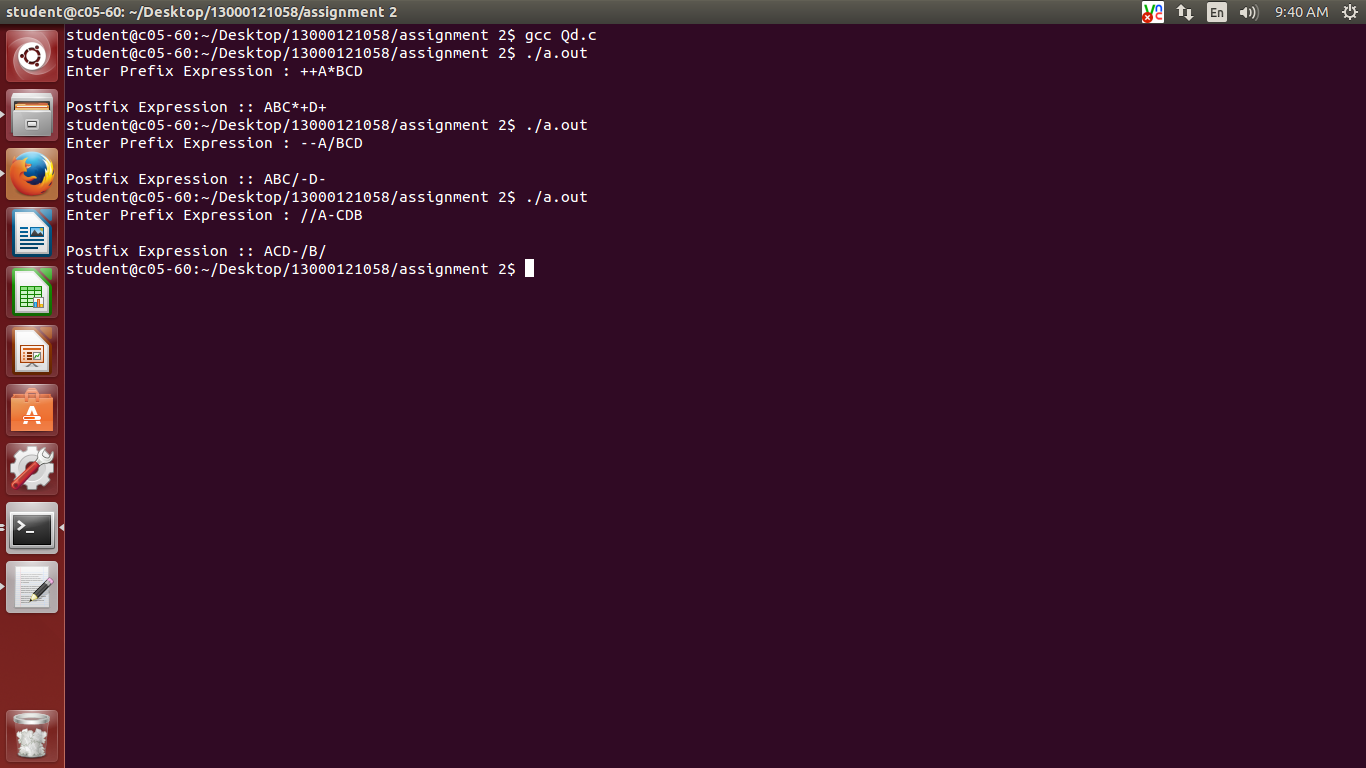 student@c05-60: ~/Desktop/13000121058/assignment 2
En
9:40 AM
student@c05-60:~/Desktop/13000121058/assignment 2$ gcc Qd.c
student@c05-60:~/Desktop/13000121058/assignment 2$ ./a.out
Enter Prefix Expression : ++A*BCD
Postfix Expression :: ABC*+D+
student@c05-60:~/Desktop/13000121058/assignment 2$ ./a.out
Enter Prefix Expression : --A/BCD
Postfix Expression :: ABC/-D-
student@c05-60:~/Desktop/13000121058/assignment 2$ ./a.out
Enter Prefix Expression : //A-CDB
Postfix Expression :: ACD-/B/
student@c05-60:~/Desktop/13000121058/assignment 2$